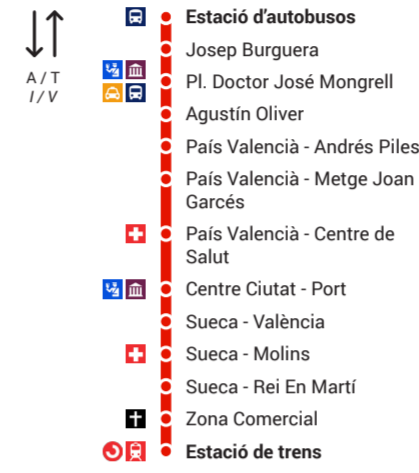 Estació d'autobusos
Josep Burguera
A / T
I / V
Pl. Doctor José Mongrell
Agustín Oliver
País Valencià - Andrés Piles
País Valencià - Metge Joan
Garcés
País Valencià - Centre de
Salut
Centre Ciutat - Port
Sueca - València
Sueca - Molins
Sueca - Rei En Martí
Zona Comercial
Estació de trens